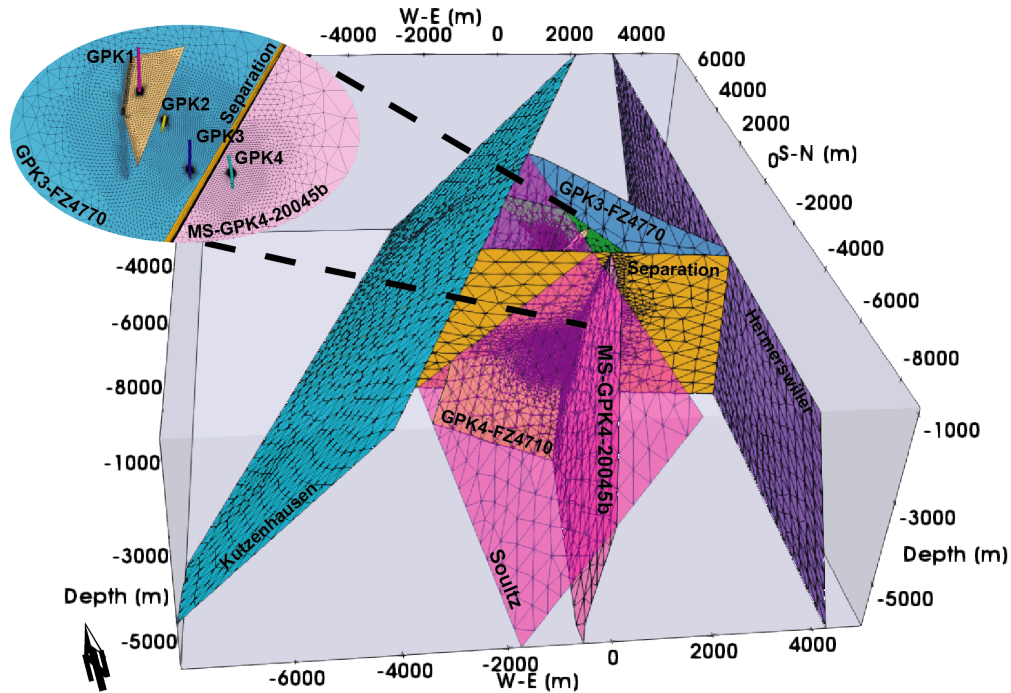 W-E (m)
-4000 -2000 0 2000 4000
6000
4000
2000
0
S-N (m)
-2000
-4000
-6000
-8000
GPK1
GPK2
GPK3
GPK4
Separation
GPK3-FZ4770
MS-GPK4-20045b
GPK3-FZ4770
Separation
Hermerswiller
MS-GPK4-20045b
GPK4-FZ4710
Kutzenhausen
Soultz
-4000
-6000
-8000
-1000
-3000
Depth (m)
-5000
-1000
-3000
Depth (m)
-5000
-6000 -4000 -2000 0 2000 4000
W-E (m)